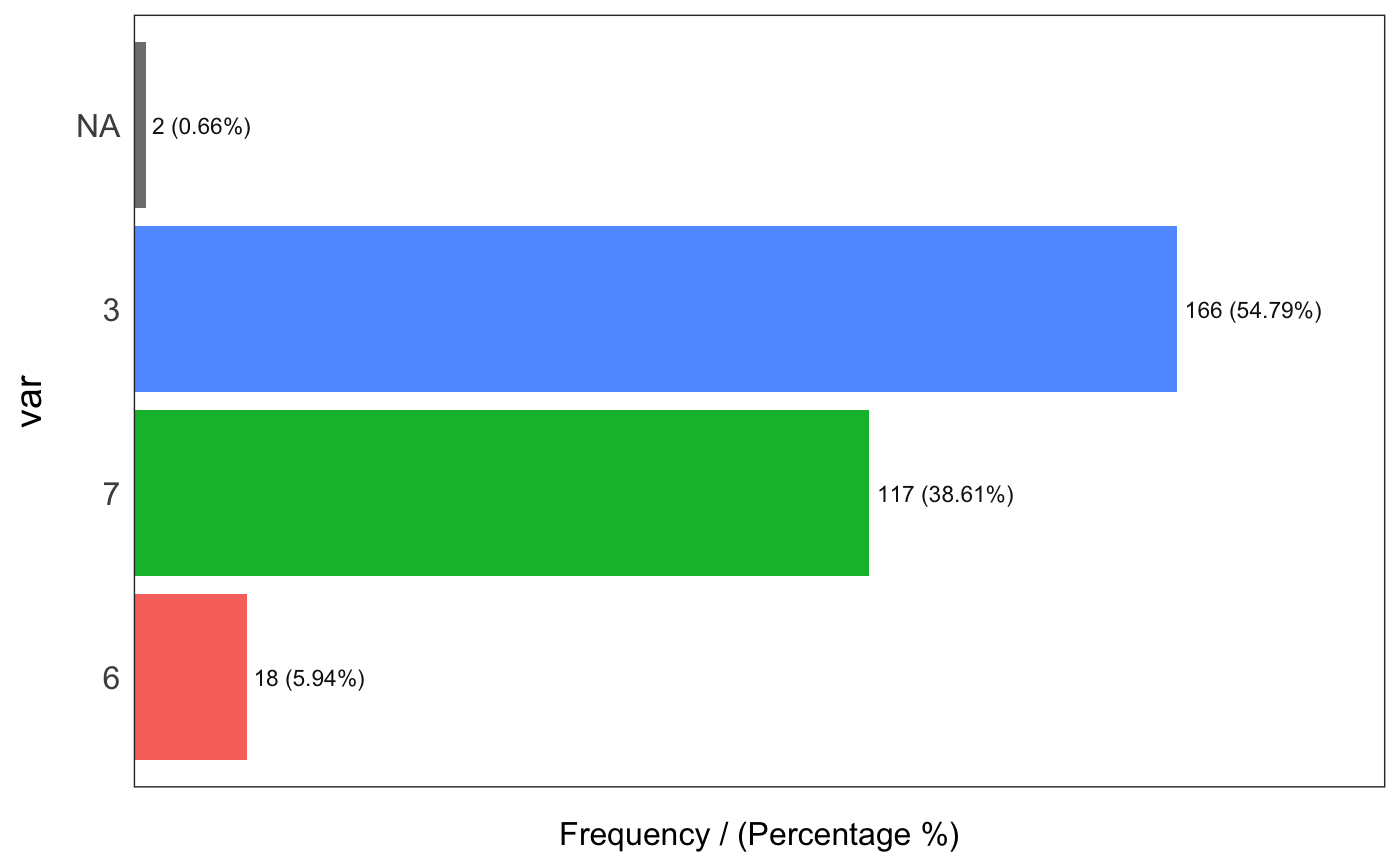 NA
2 (0.66%)
3
166 (54.79%)
var
7
117 (38.61%)
6
18 (5.94%)
Frequency / (Percentage %)